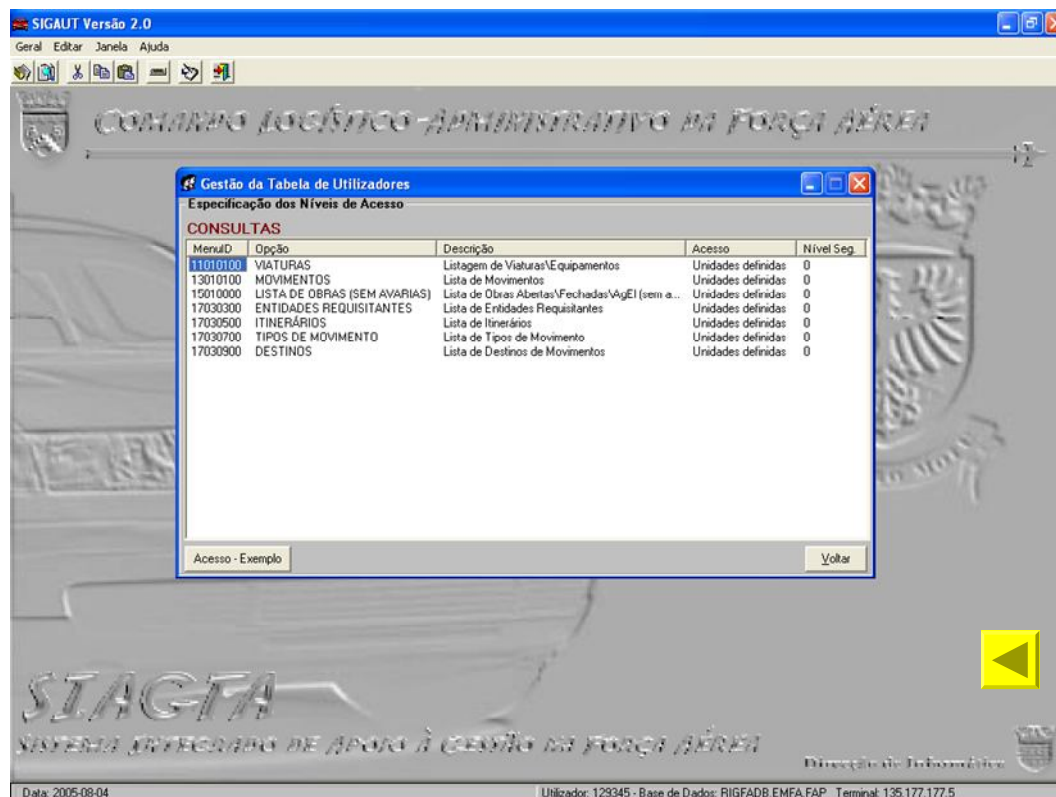 SIGAUT Versão 2.0
Geral Editar Janela Ajuda
COMANDO LOGÍSTICO-ADMINISTRATIVO DA FORÇA AÉREA
Gestão da Tabela de Utilizadores
Especificação dos Níveis de Acesso
CONSULTAS
MenuID Opção Descrição Acesso Nível Seg.
11010100 VIATURAS Listagem de Viaturas\Equipamentos Unidades definidas 0
13010100 MOVIMENTOS Lista de Movimentos Unidades definidas 0
15010000 LISTA DE OBRAS (SEM AVARIAS) Lista de Obras Abertas\Fechadas\AgEl (sem a... Unidades definidas 0
17030300 ENTIDADES REQUISITANTES Lista de Entidades Requisitantes Unidades definidas 0
17030500 ITINERÁRIOS Lista de Itinerários Unidades definidas 0
17030700 TIPOS DE MOVIMENTO Lista de Tipos de Movimento Unidades definidas 0
17030900 DESTINOS Lista de Destinos de Movimentos Unidades definidas 0
Acesso - Exemplo Voltar
SIAGFA
SISTEMA INTEGRADO DE APOIO À GESTÃO DA FORÇA AÉREA
Direcção de Informática
Data: 2005-08-04 Utilizador: 129345 - Base de Dados: RIGFADB.EMFA.FAP Terminal: 135.177.177.5